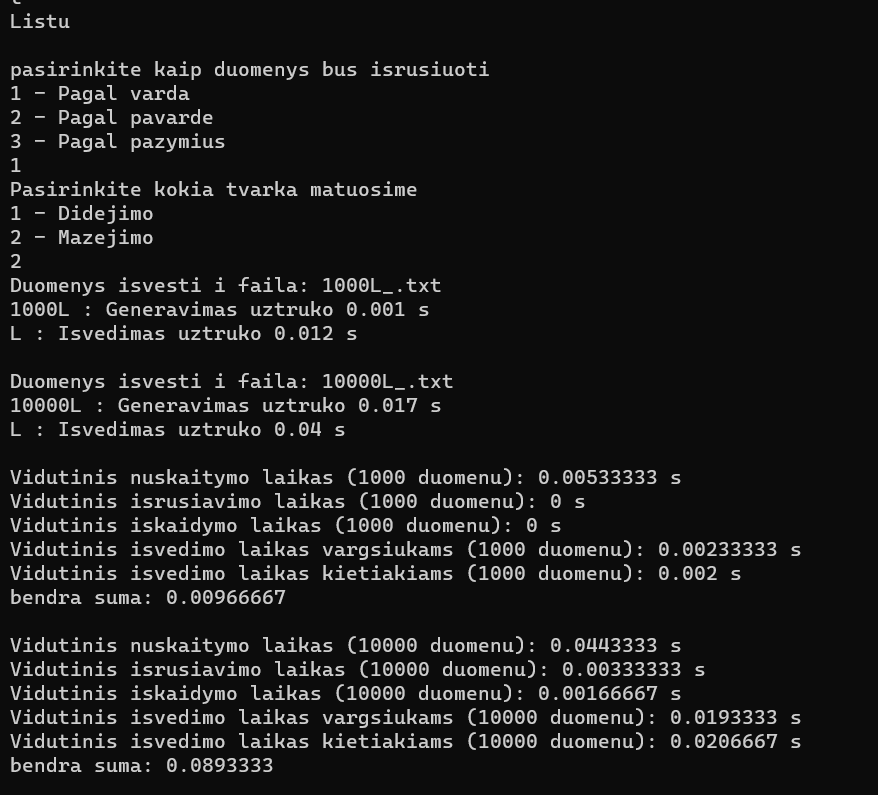 Listu
pasirinkite kaip duomenys bus isrusiuoti
1 - Pagal varda
2 - Pagal pavarde
3 - Pagal pazymius
1
Pasirinkite kokia tvarka matuosime
1 - Didejimo
2 - Mazejimo
2
Duomenys isvesti i faila: 1000L_.txt
1000L : Generavimas uztruko 0.001 s
L : Isvedimas uztruko 0.012 s
Duomenys isvesti i faila: 10000L_.txt
10000L : Generavimas uztruko 0.017 s
L : Isvedimas uztruko 0.04 s
Vidutinis nuskaitymo laikas (1000 duomenu): 0.00533333 s
Vidutinis isrusiavimo laikas (1000 duomenu): 0 s
Vidutinis iskaidymo laikas (1000 duomenu): 0 s
Vidutinis isvedimo laikas vargsiukams (1000 duomenu): 0.00233333 s
Vidutinis isvedimo laikas kietiakiams (1000 duomenu): 0.002 s
bendra suma: 0.00966667
Vidutinis nuskaitymo laikas (10000 duomenu): 0.0443333 s
Vidutinis isrusiavimo laikas (10000 duomenu): 0.00333333 s
Vidutinis iskaidymo laikas (10000 duomenu): 0.00166667 s
Vidutinis isvedimo laikas vargsiukams (10000 duomenu): 0.0193333 s
Vidutinis isvedimo laikas kietiakiams (10000 duomenu): 0.0206667 s
bendra suma: 0.0893333